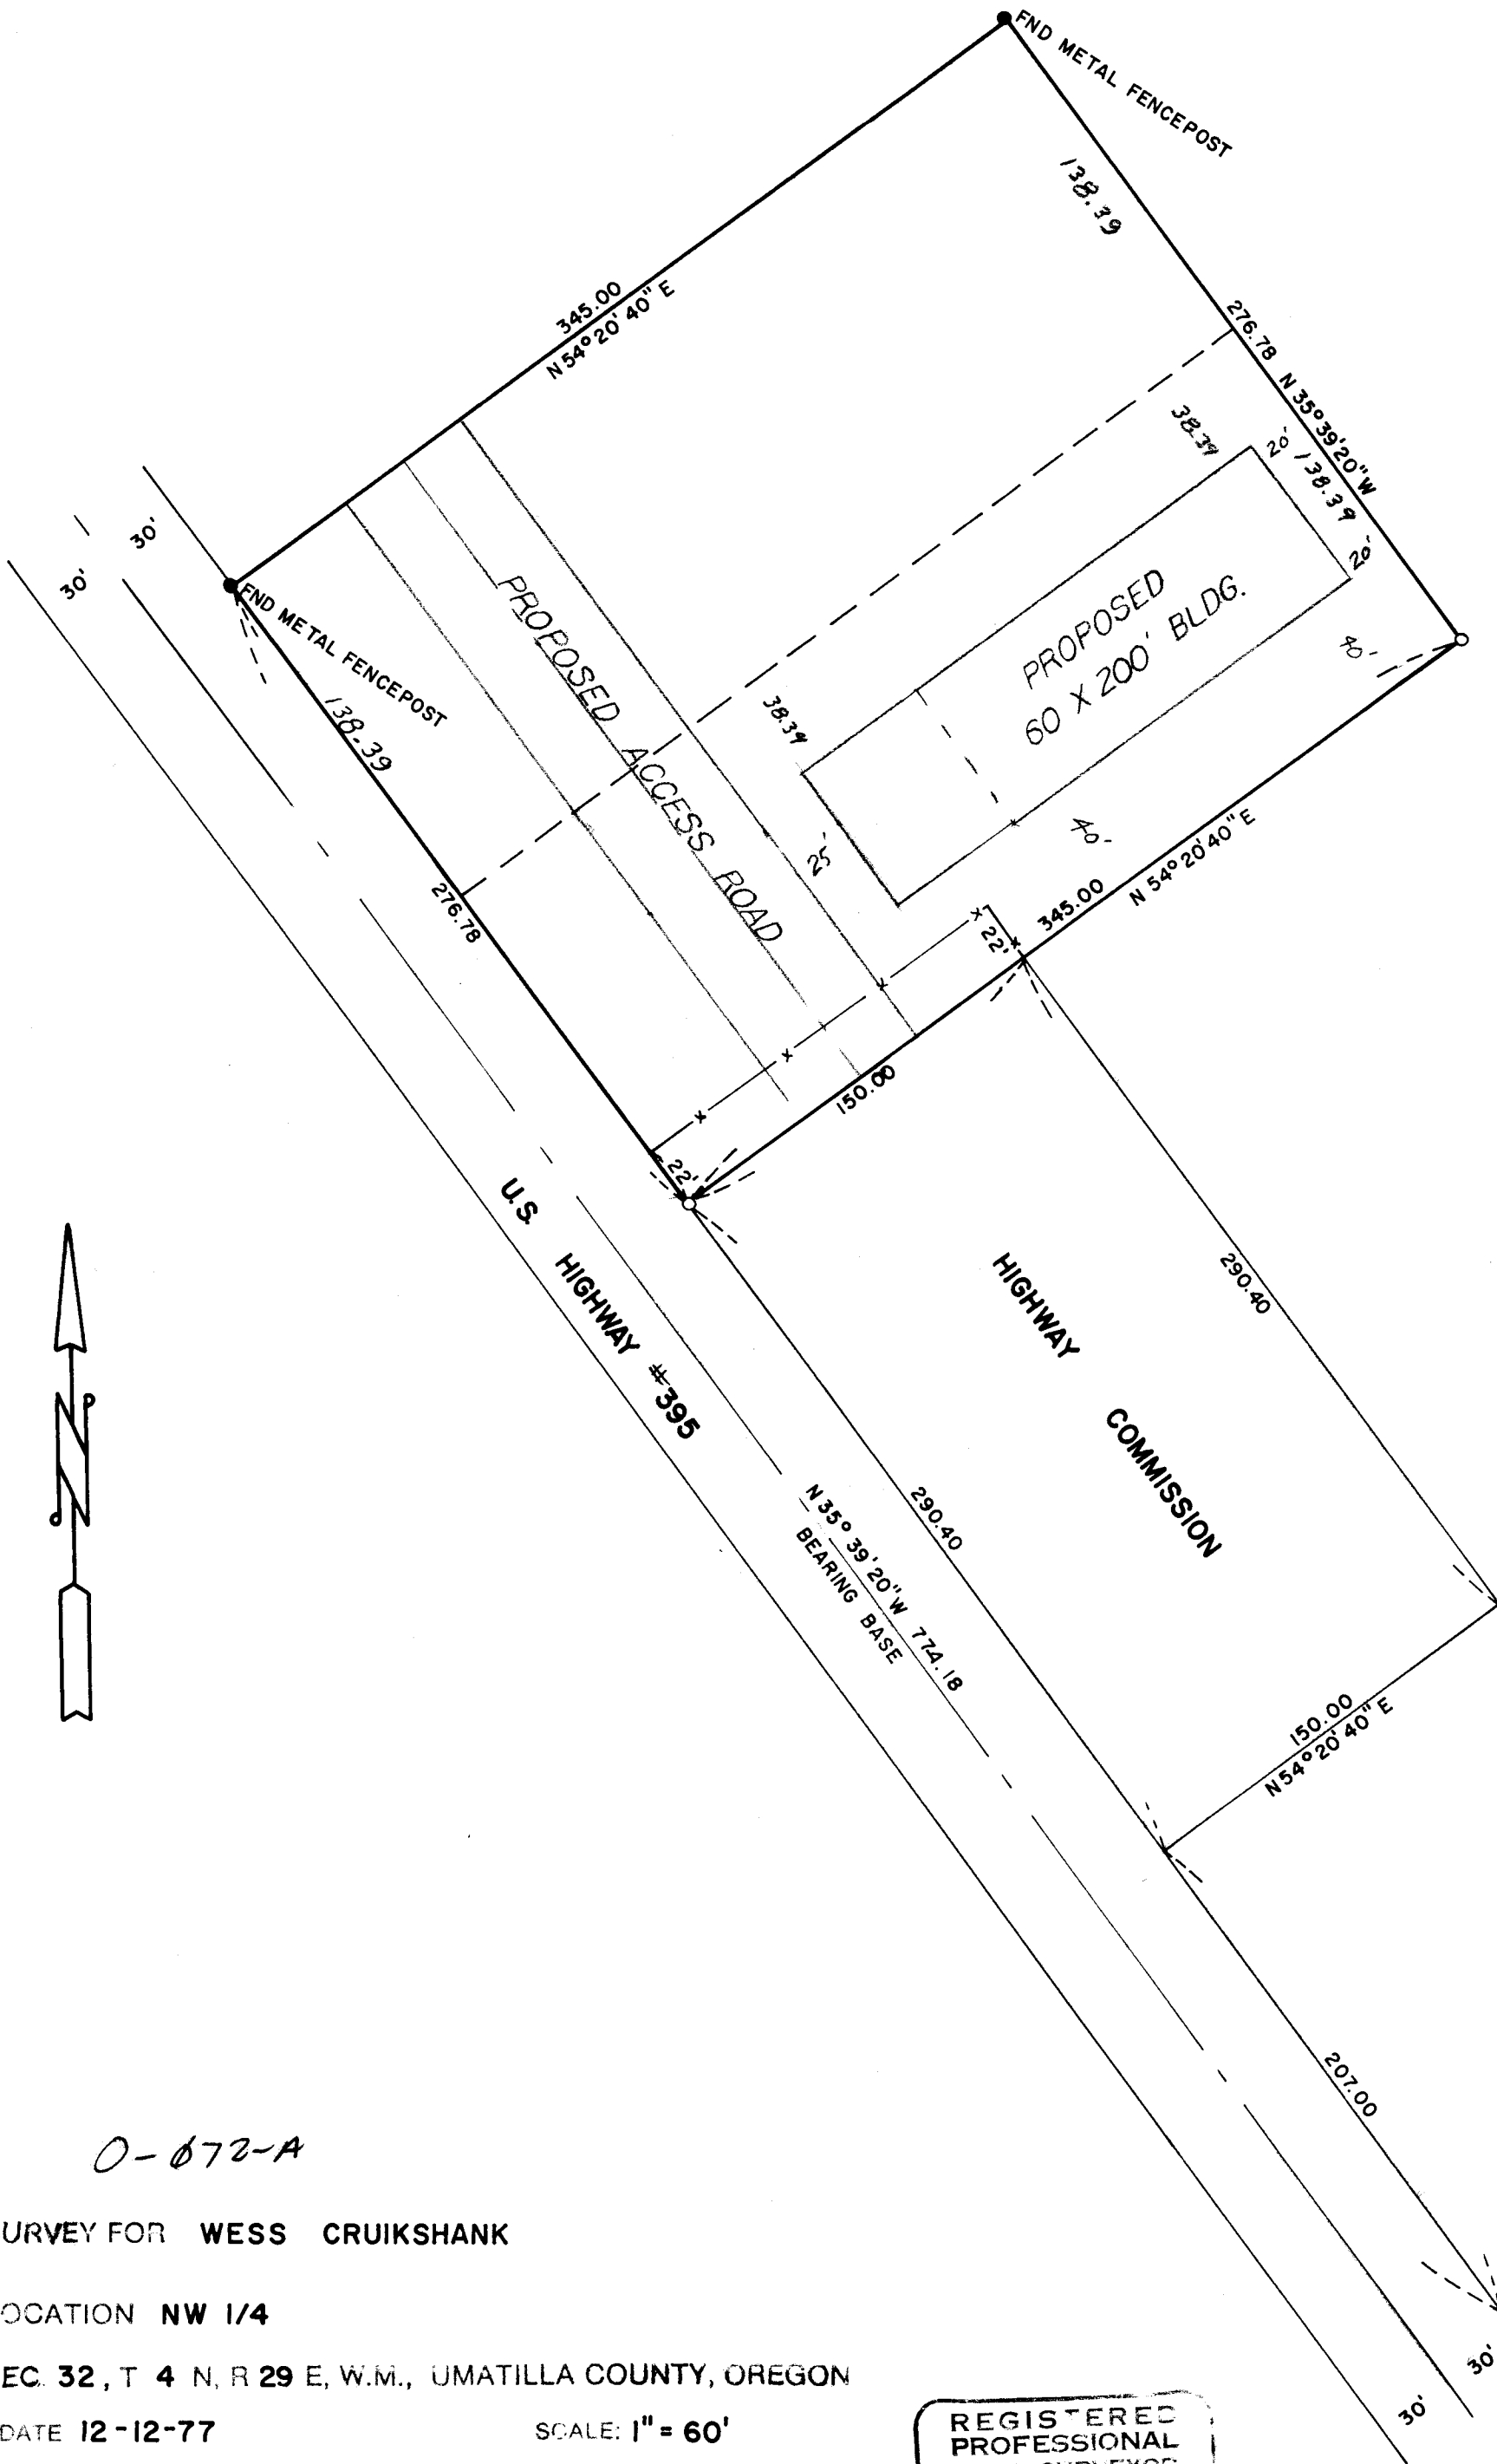 FND METAL FENCEPOST
138.39
345.00
N 54° 20' 40" E
276.78 N 35° 39' 20" W
38.39
20' 138.39
20'
30'
30'
FND METAL FENCEPOST
138.39
PROPOSED ACCESS ROAD
PROPOSED
60 X 200' BLDG.
40-
38.39
25'
40-
276.78
22'
345.00
N 54° 20' 40" E
150.00
22'
U.S. HIGHWAY #395
HIGHWAY COMMISSION
290.40
290.40
N 35° 39' 20" W 774.18
BEARING BASE
150.00
N 54° 20' 40" E
207.00
30'
30'
N
O-672-A
URVEY FOR WESS CRUIKSHANK
OCATION NW 1/4
EC. 32, T 4 N, R 29 E, W.M., UMATILLA COUNTY, OREGON
DATE 12-12-77 SCALE: 1" = 60'
REGISTERED
PROFESSIONAL